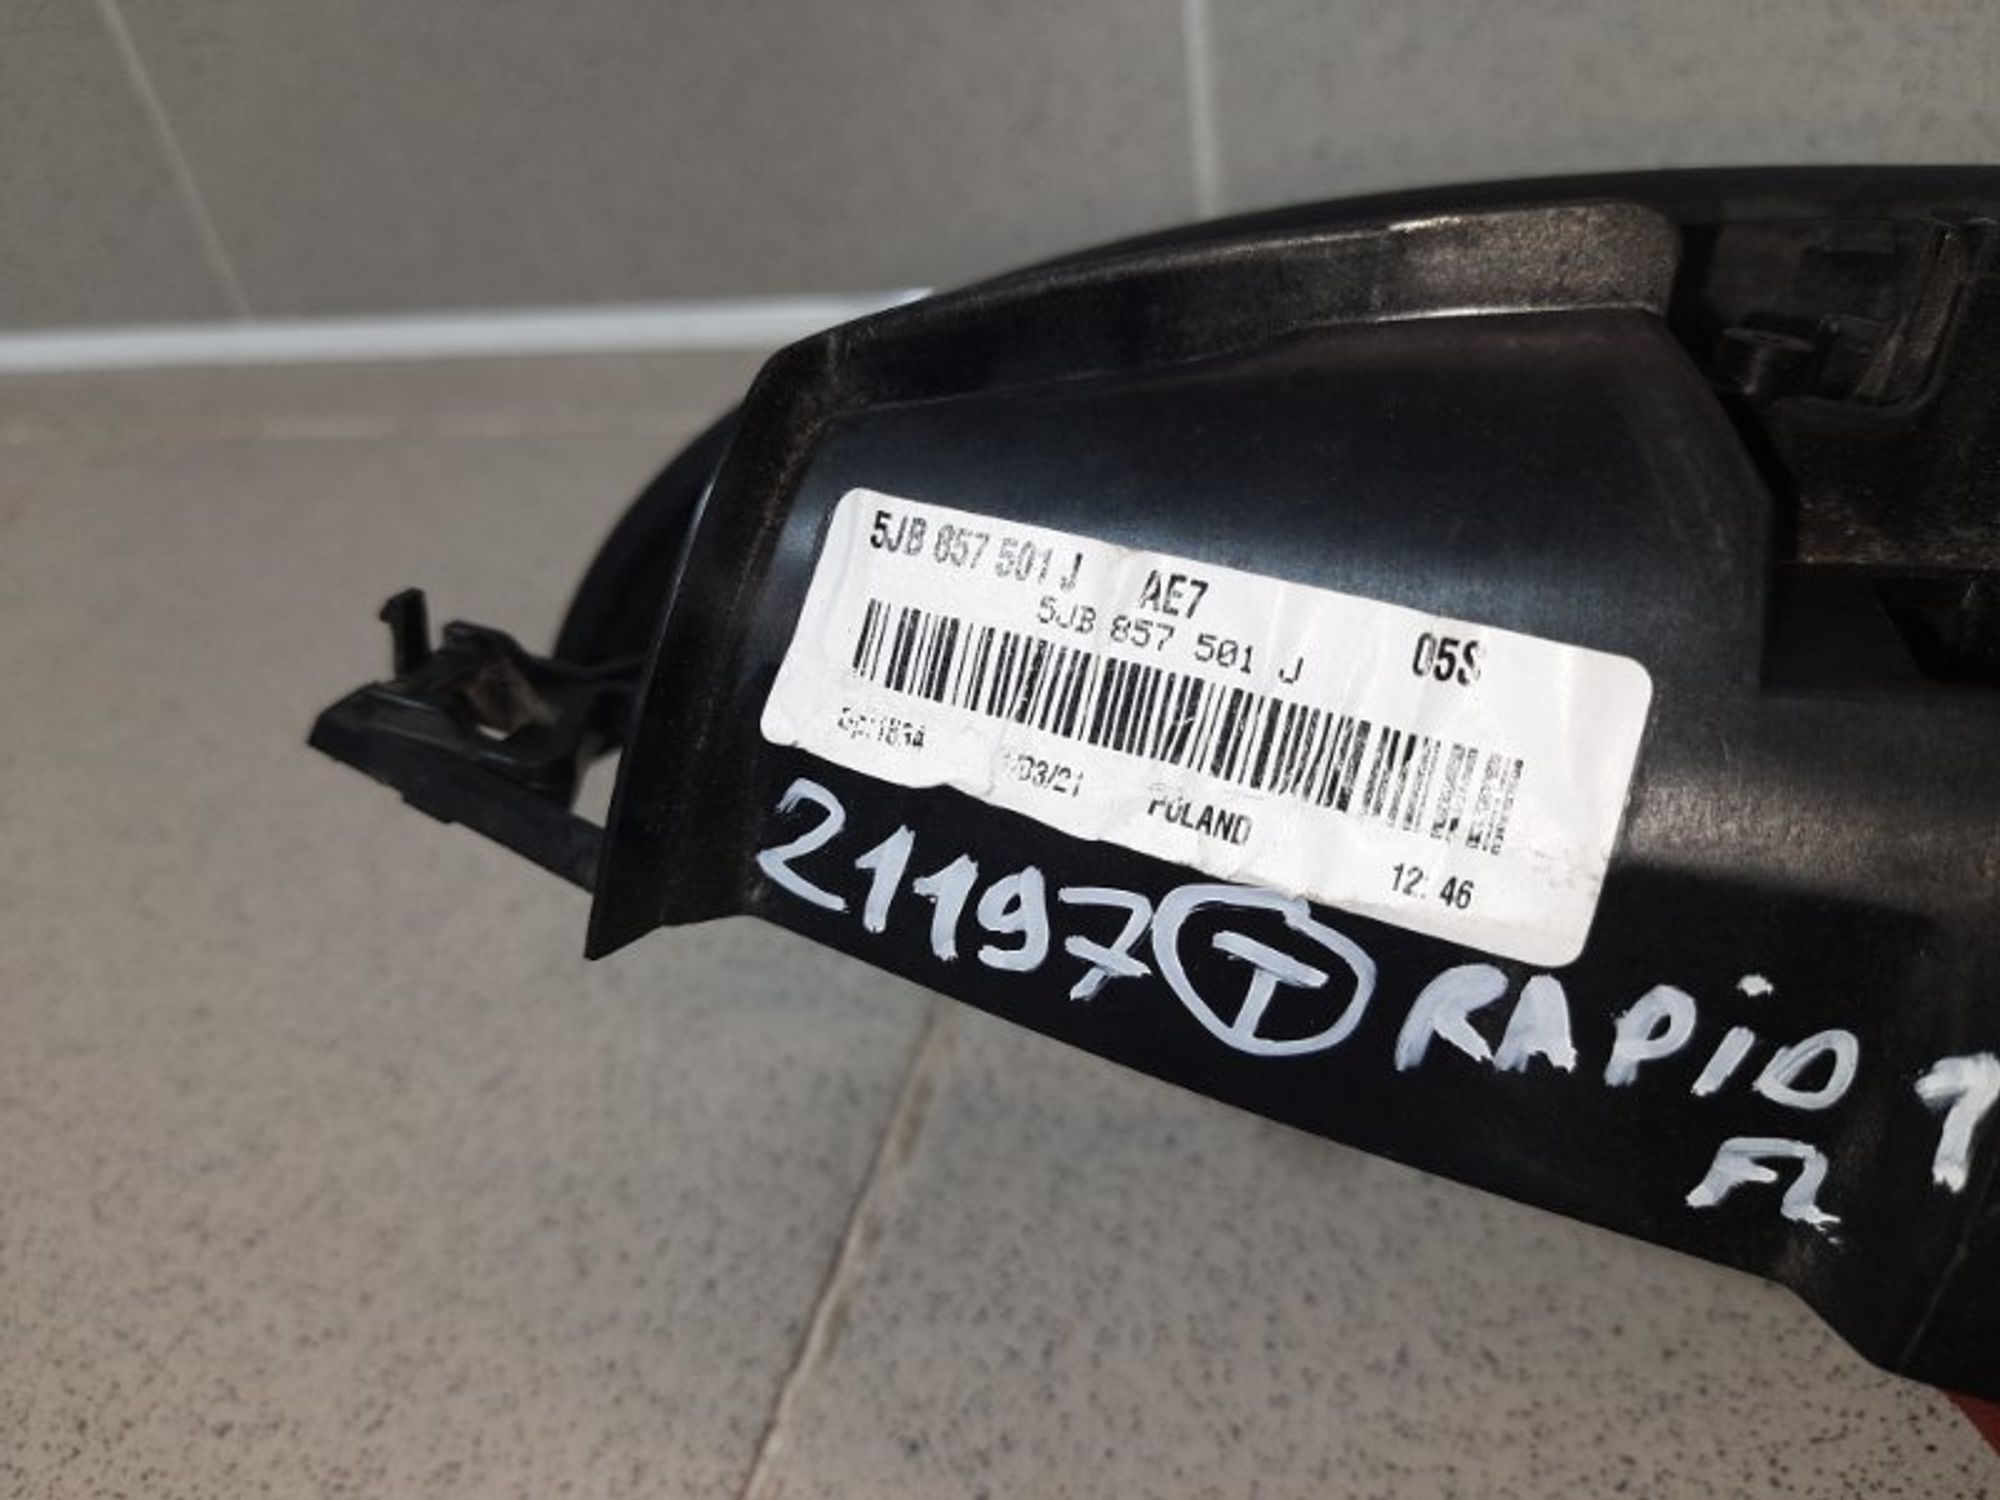 5JB 857 501 J AE7 05S
5JB 857 501 J
POLAND 12:46
21197 T RAPiD 1
FL